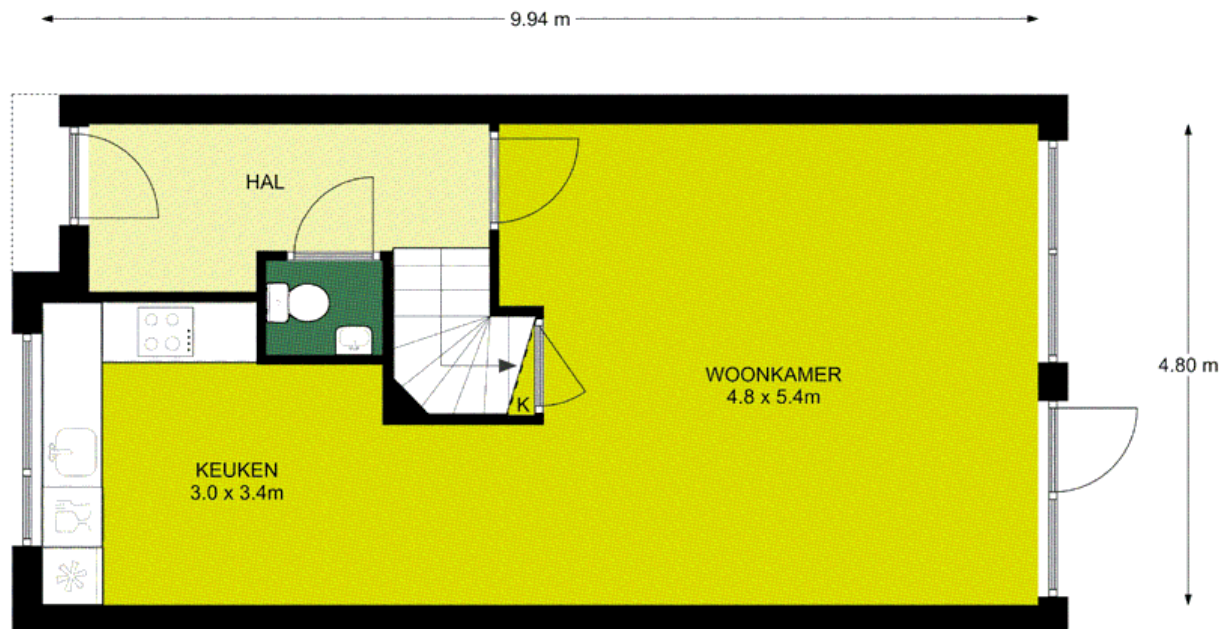 9.94 m
HAL
WOONKAMER
4.8 x 5.4m
4.80 m
K
KEUKEN
3.0 x 3.4m